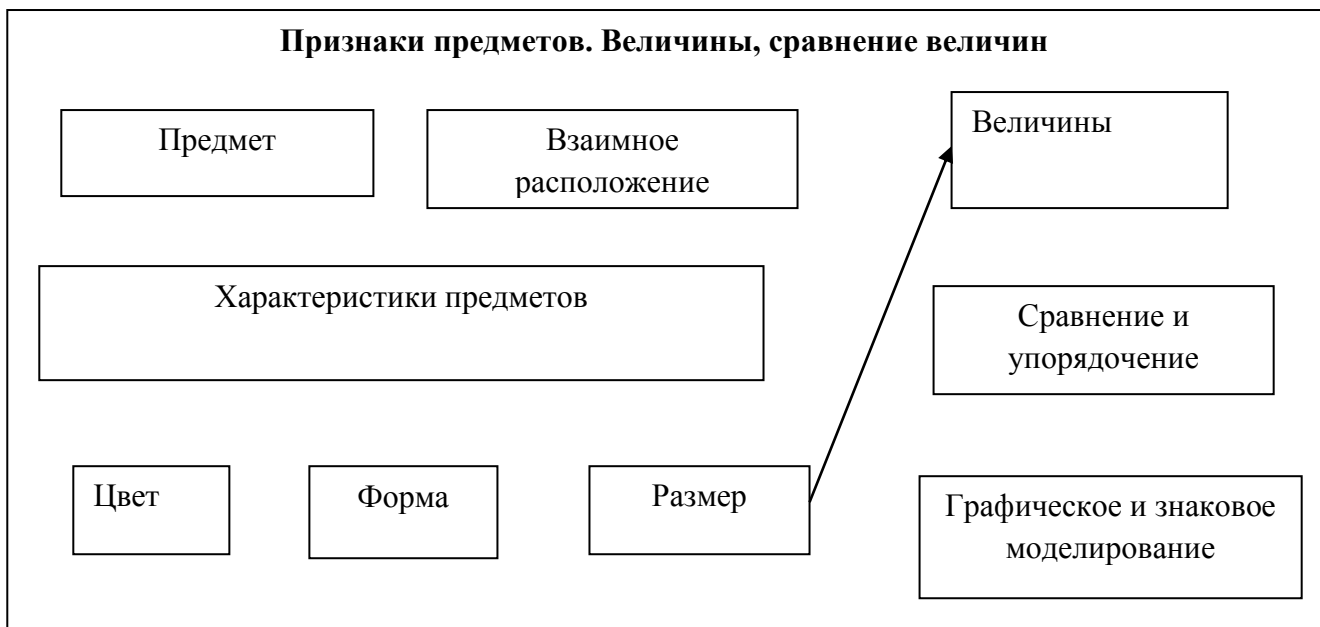 Признаки предметов. Величины, сравнение величин
Предмет
Взаимное
расположение
Величины
Характеристики предметов
Сравнение и
упорядочение
Цвет
Форма
Размер
Графическое и знаковое
моделирование